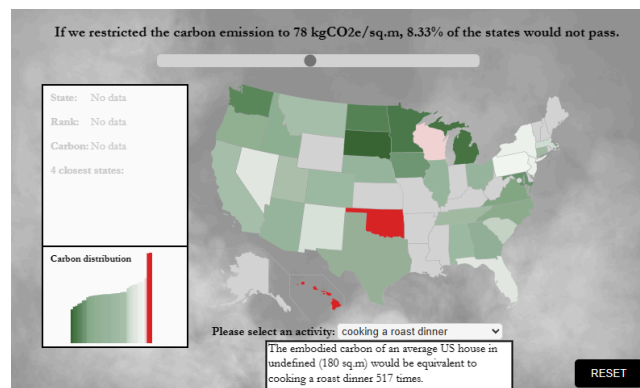 If we restricted the carbon emission to 78 kgCO2e/sq.m, 8.33% of the states would not pass.
State: No data
Rank: No data
Carbon: No data
4 closest states:
Carbon distribution
Please select an activity: cooking a roast dinner
The embodied carbon of an average US house in
undefined (180 sq.m) would be equivalent to
cooking a roast dinner 517 times.
RESET